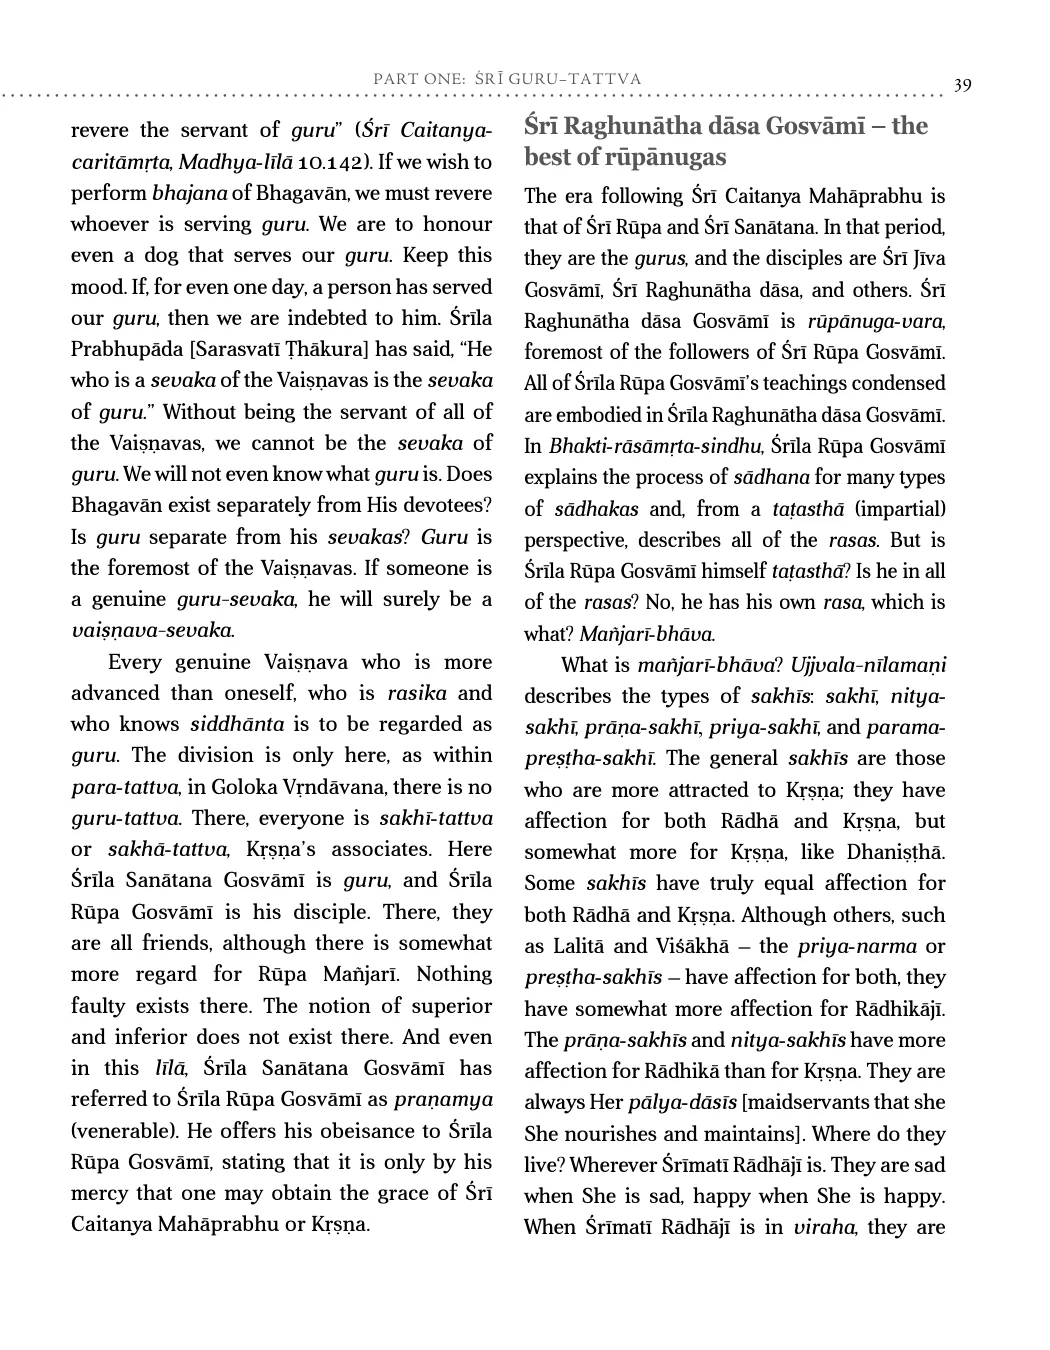 PART ONE: ŚRĪ GURU–TATTVA
39
revere the servant of guru” (Śrī Caitanya-
caritāmṛta, Madhya-līlā 10.142). If we wish to
perform bhajana of Bhagavān, we must revere
whoever is serving guru. We are to honour
even a dog that serves our guru. Keep this
mood. If, for even one day, a person has served
our guru, then we are indebted to him. Śrīla
Prabhupāda [Sarasvatī Ṭhākura] has said, “He
who is a sevaka of the Vaiṣṇavas is the sevaka
of guru.” Without being the servant of all of
the Vaiṣṇavas, we cannot be the sevaka of
guru. We will not even know what guru is. Does
Bhagavān exist separately from His devotees?
Is guru separate from his sevakas? Guru is
the foremost of the Vaiṣṇavas. If someone is
a genuine guru-sevaka, he will surely be a
vaiṣṇava-sevaka.
Every genuine Vaiṣṇava who is more
advanced than oneself, who is rasika and
who knows siddhānta is to be regarded as
guru. The division is only here, as within
para-tattva, in Goloka Vṛndāvana, there is no
guru-tattva. There, everyone is sakhī-tattva
or sakhā-tattva, Kṛṣṇa’s associates. Here
Śrīla Sanātana Gosvāmī is guru, and Śrīla
Rūpa Gosvāmī is his disciple. There, they
are all friends, although there is somewhat
more regard for Rūpa Mañjarī. Nothing
faulty exists there. The notion of superior
and inferior does not exist there. And even
in this līlā, Śrīla Sanātana Gosvāmī has
referred to Śrīla Rūpa Gosvāmī as praṇamya
(venerable). He offers his obeisance to Śrīla
Rūpa Gosvāmī, stating that it is only by his
mercy that one may obtain the grace of Śrī
Caitanya Mahāprabhu or Kṛṣṇa.
Śrī Raghunātha dāsa Gosvāmī – the
best of rūpānugas
The era following Śrī Caitanya Mahāprabhu is
that of Śrī Rūpa and Śrī Sanātana. In that period,
they are the gurus, and the disciples are Śrī Jīva
Gosvāmī, Śrī Raghunātha dāsa, and others. Śrī
Raghunātha dāsa Gosvāmī is rūpānuga-vara,
foremost of the followers of Śrī Rūpa Gosvāmī.
All of Śrīla Rūpa Gosvāmī’s teachings condensed
are embodied in Śrīla Raghunātha dāsa Gosvāmī.
In Bhakti-rāsāmṛta-sindhu, Śrīla Rūpa Gosvāmī
explains the process of sādhana for many types
of sādhakas and, from a taṭasthā (impartial)
perspective, describes all of the rasas. But is
Śrīla Rūpa Gosvāmī himself taṭasthā? Is he in all
of the rasas? No, he has his own rasa, which is
what? Mañjarī-bhāva.
What is mañjarī-bhāva? Ujjvala-nīlamaṇi
describes the types of sakhīs: sakhī, nitya-
sakhī, prāṇa-sakhī, priya-sakhī, and parama-
preṣṭha-sakhī. The general sakhīs are those
who are more attracted to Kṛṣṇa; they have
affection for both Rādhā and Kṛṣṇa, but
somewhat more for Kṛṣṇa, like Dhaniṣṭhā.
Some sakhīs have truly equal affection for
both Rādhā and Kṛṣṇa. Although others, such
as Lalitā and Viśākhā – the priya-narma or
preṣṭha-sakhīs – have affection for both, they
have somewhat more affection for Rādhikājī.
The prāṇa-sakhīs and nitya-sakhīs have more
affection for Rādhikā than for Kṛṣṇa. They are
always Her pālya-dāsīs [maidservants that she
She nourishes and maintains]. Where do they
live? Wherever Śrīmatī Rādhājī is. They are sad
when She is sad, happy when She is happy.
When Śrīmatī Rādhājī is in viraha, they are